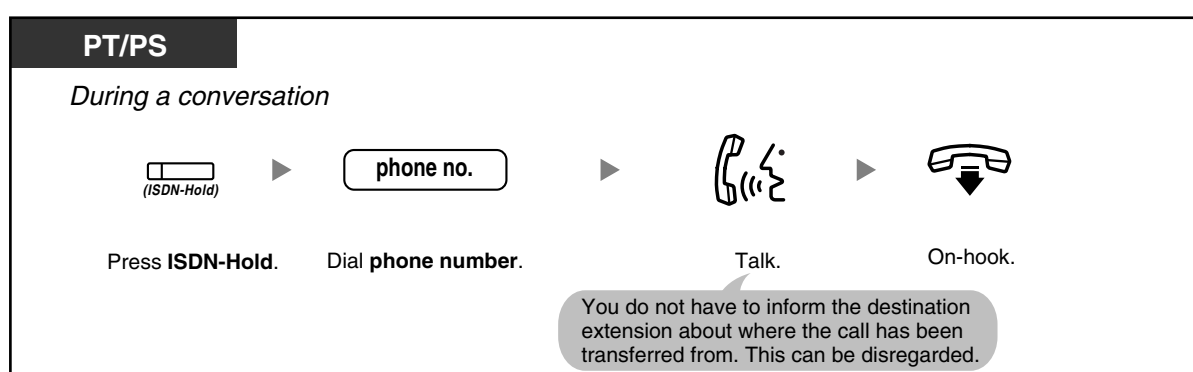 PT/PS
During a conversation
(ISDN-Hold)
phone no.
Press ISDN-Hold.
Dial phone number.
Talk.
On-hook.
You do not have to inform the destination
extension about where the call has been
transferred from. This can be disregarded.